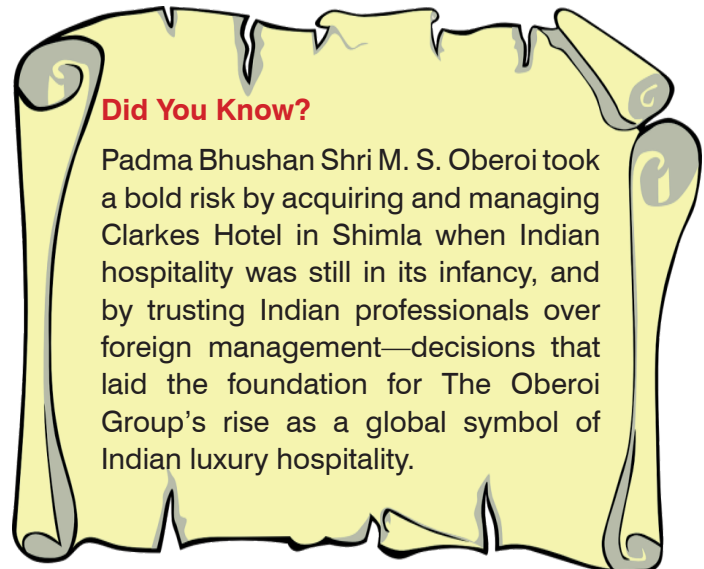 Did You Know?
Padma Bhushan Shri M. S. Oberoi took
a bold risk by acquiring and managing
Clarkes Hotel in Shimla when Indian
hospitality was still in its infancy, and
by trusting Indian professionals over
foreign management—decisions that
laid the foundation for The Oberoi
Group's rise as a global symbol of
Indian luxury hospitality.